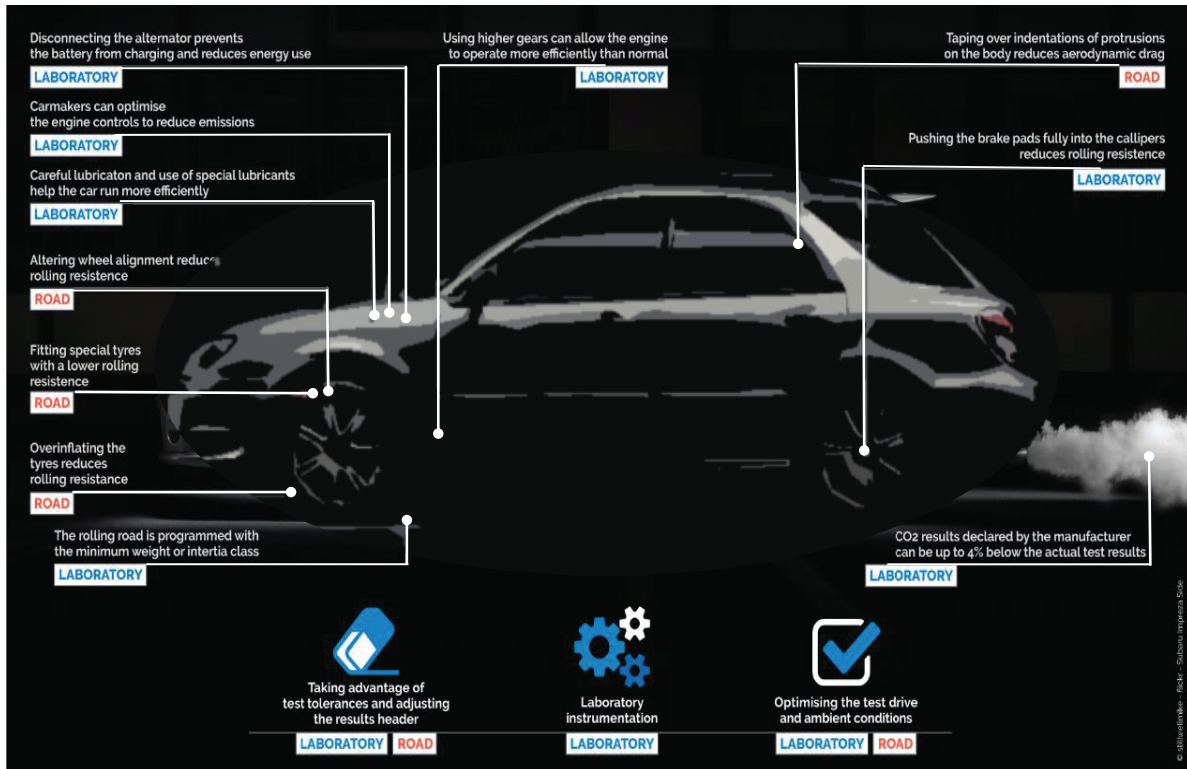 Disconnecting the alternator prevents
the battery from charging and reduces energy use
LABORATORY
Carmakers can optimise
the engine controls to reduce emissions
LABORATORY
Careful lubricaton and use of special lubricants
help the car run more efficiently
LABORATORY
Altering wheel alignment reduc
rolling resistence
ROAD
Fitting special tyres
with a lower rolling
resistence
ROAD
Overinflating the
tyres reduces
rolling resistance
ROAD
The rolling road is programmed with
the minimum weight or intertia class
LABORATORY
Using higher gears can allow the engine
to operate more efficiently than normal
LABORATORY
Taping over indentations of protrusions
on the body reduces aerodynamic drag
ROAD
Pushing the brake pads fully into the callipers
reduces rolling resistence
LABORATORY
CO2 results declared by the manufacturer
can be up to 4% below the actual test results
LABORATORY
Taking advantage of
test tolerances and adjusting
the results header
LABORATORY ROAD
Laboratory
instrumentation
LABORATORY
Optimising the test drive
and ambient conditions
LABORATORY ROAD
© stillwellmike - flickr - Subaru Impreza Side